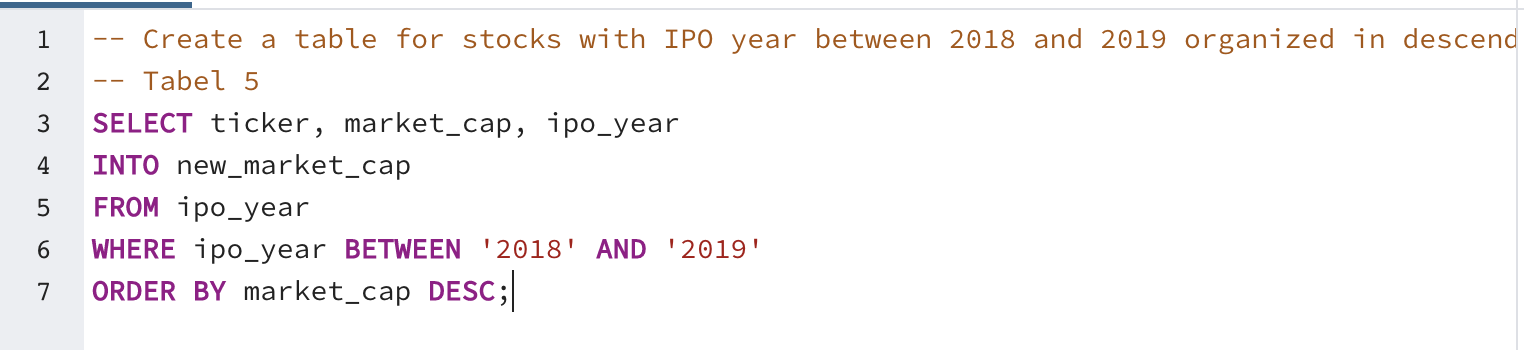 1 -- Create a table for stocks with IPO year between 2018 and 2019 organized in descend
2 -- Tabel 5
3 SELECT ticker, market_cap, ipo_year
4 INTO new_market_cap
5 FROM ipo_year
6 WHERE ipo_year BETWEEN '2018' AND '2019'
7 ORDER BY market_cap DESC;